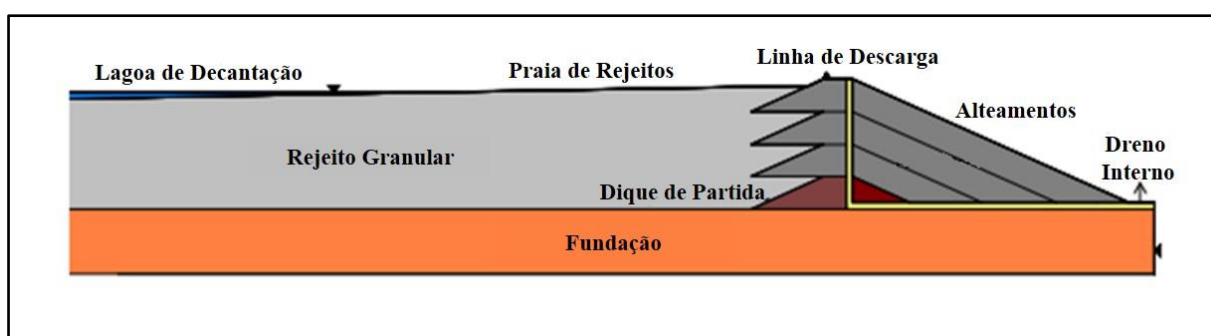 Lagoa de Decantação
Praia de Rejeitos
Linha de Descarga
Alteamentos
Dreno
Interno
Rejeito Granular
Dique de Partida
Fundação